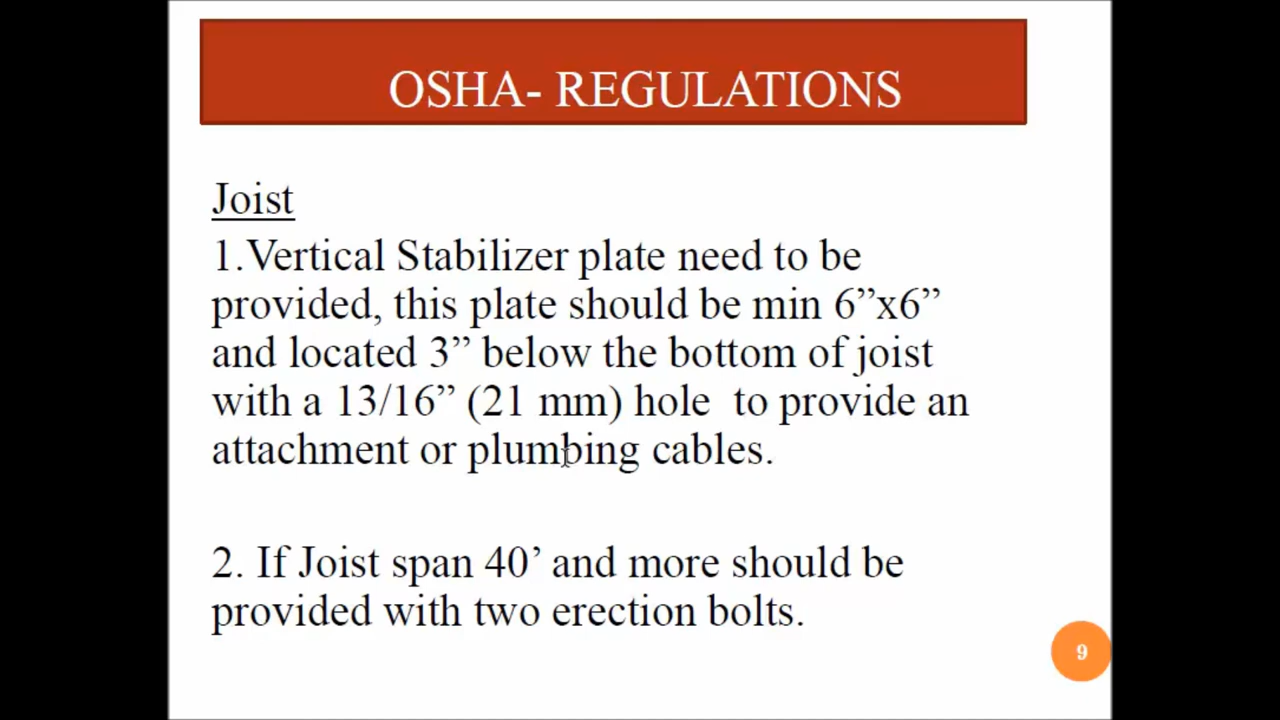 OSHA- REGULATIONS
Joist
1.Vertical Stabilizer plate need to be
provided, this plate should be min 6”x6”
and located 3” below the bottom of joist
with a 13/16” (21 mm) hole  to provide an
attachment or plumbing cables.
2. If Joist span 40’ and more should be
provided with two erection bolts.
9